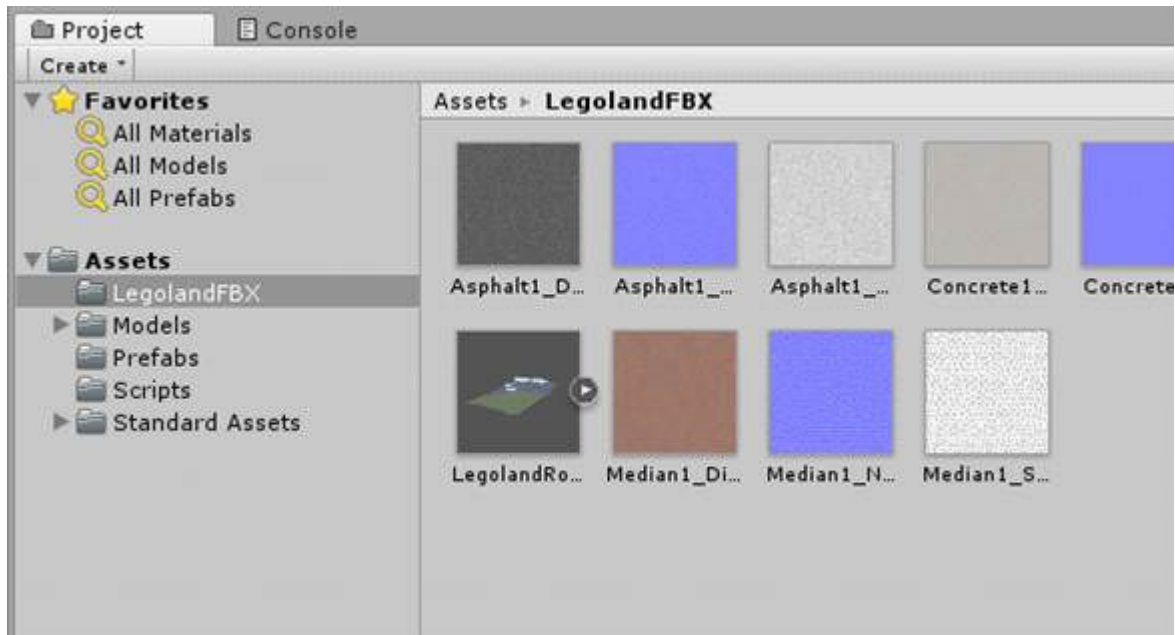 Project Console
Create
Favorites
All Materials
All Models
All Prefabs
Assets
LegolandFBX
Models
Prefabs
Scripts
Standard Assets
Assets LegolandFBX
Asphalt1_D... Asphalt1_... Asphalt1_... Concrete1... Concrete
LegolandRo... Median1_Di... Median1_N... Median1_S...